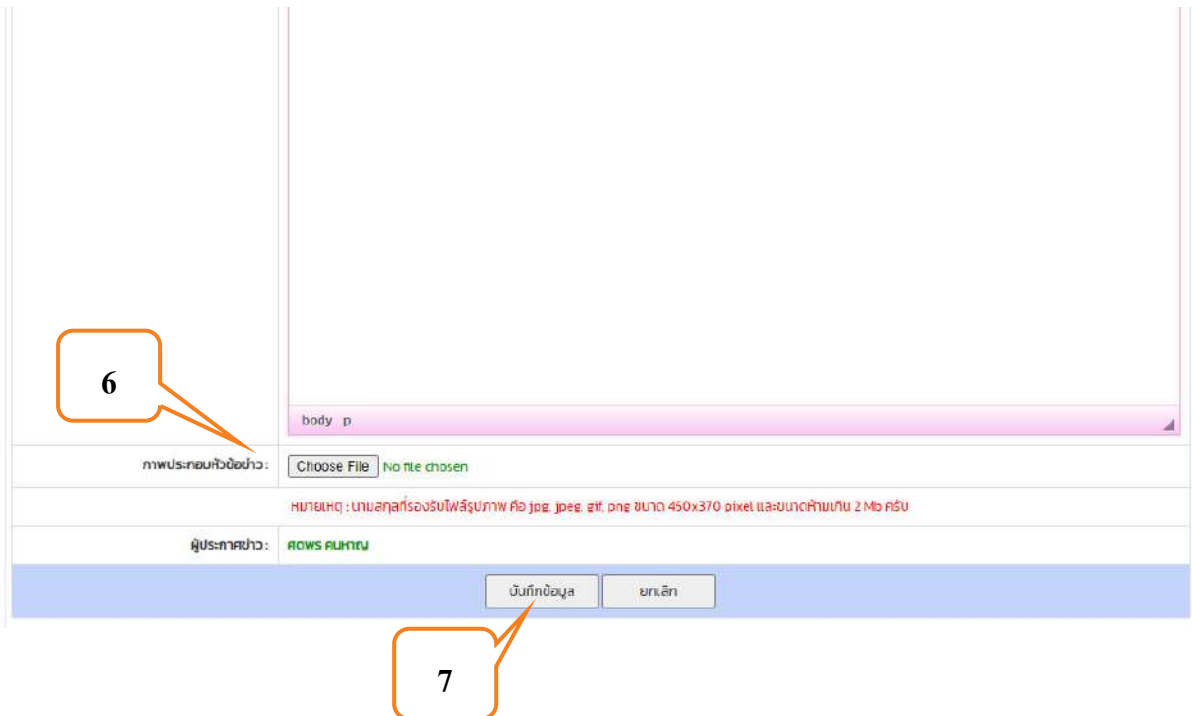 6
body p
ภาพประกอบหัวข้อข่าว :
Choose File No file chosen
หมายเหตุ : นามสกุลที่รองรับไฟล์รูปภาพ คือ jpg, jpeg, gif, png ขนาด 450x370 pixel และขนาดห้ามเกิน 2 Mb ครับ
ผู้ประกาศข่าว :
บันทึกข้อมูล ยกเลิก
7